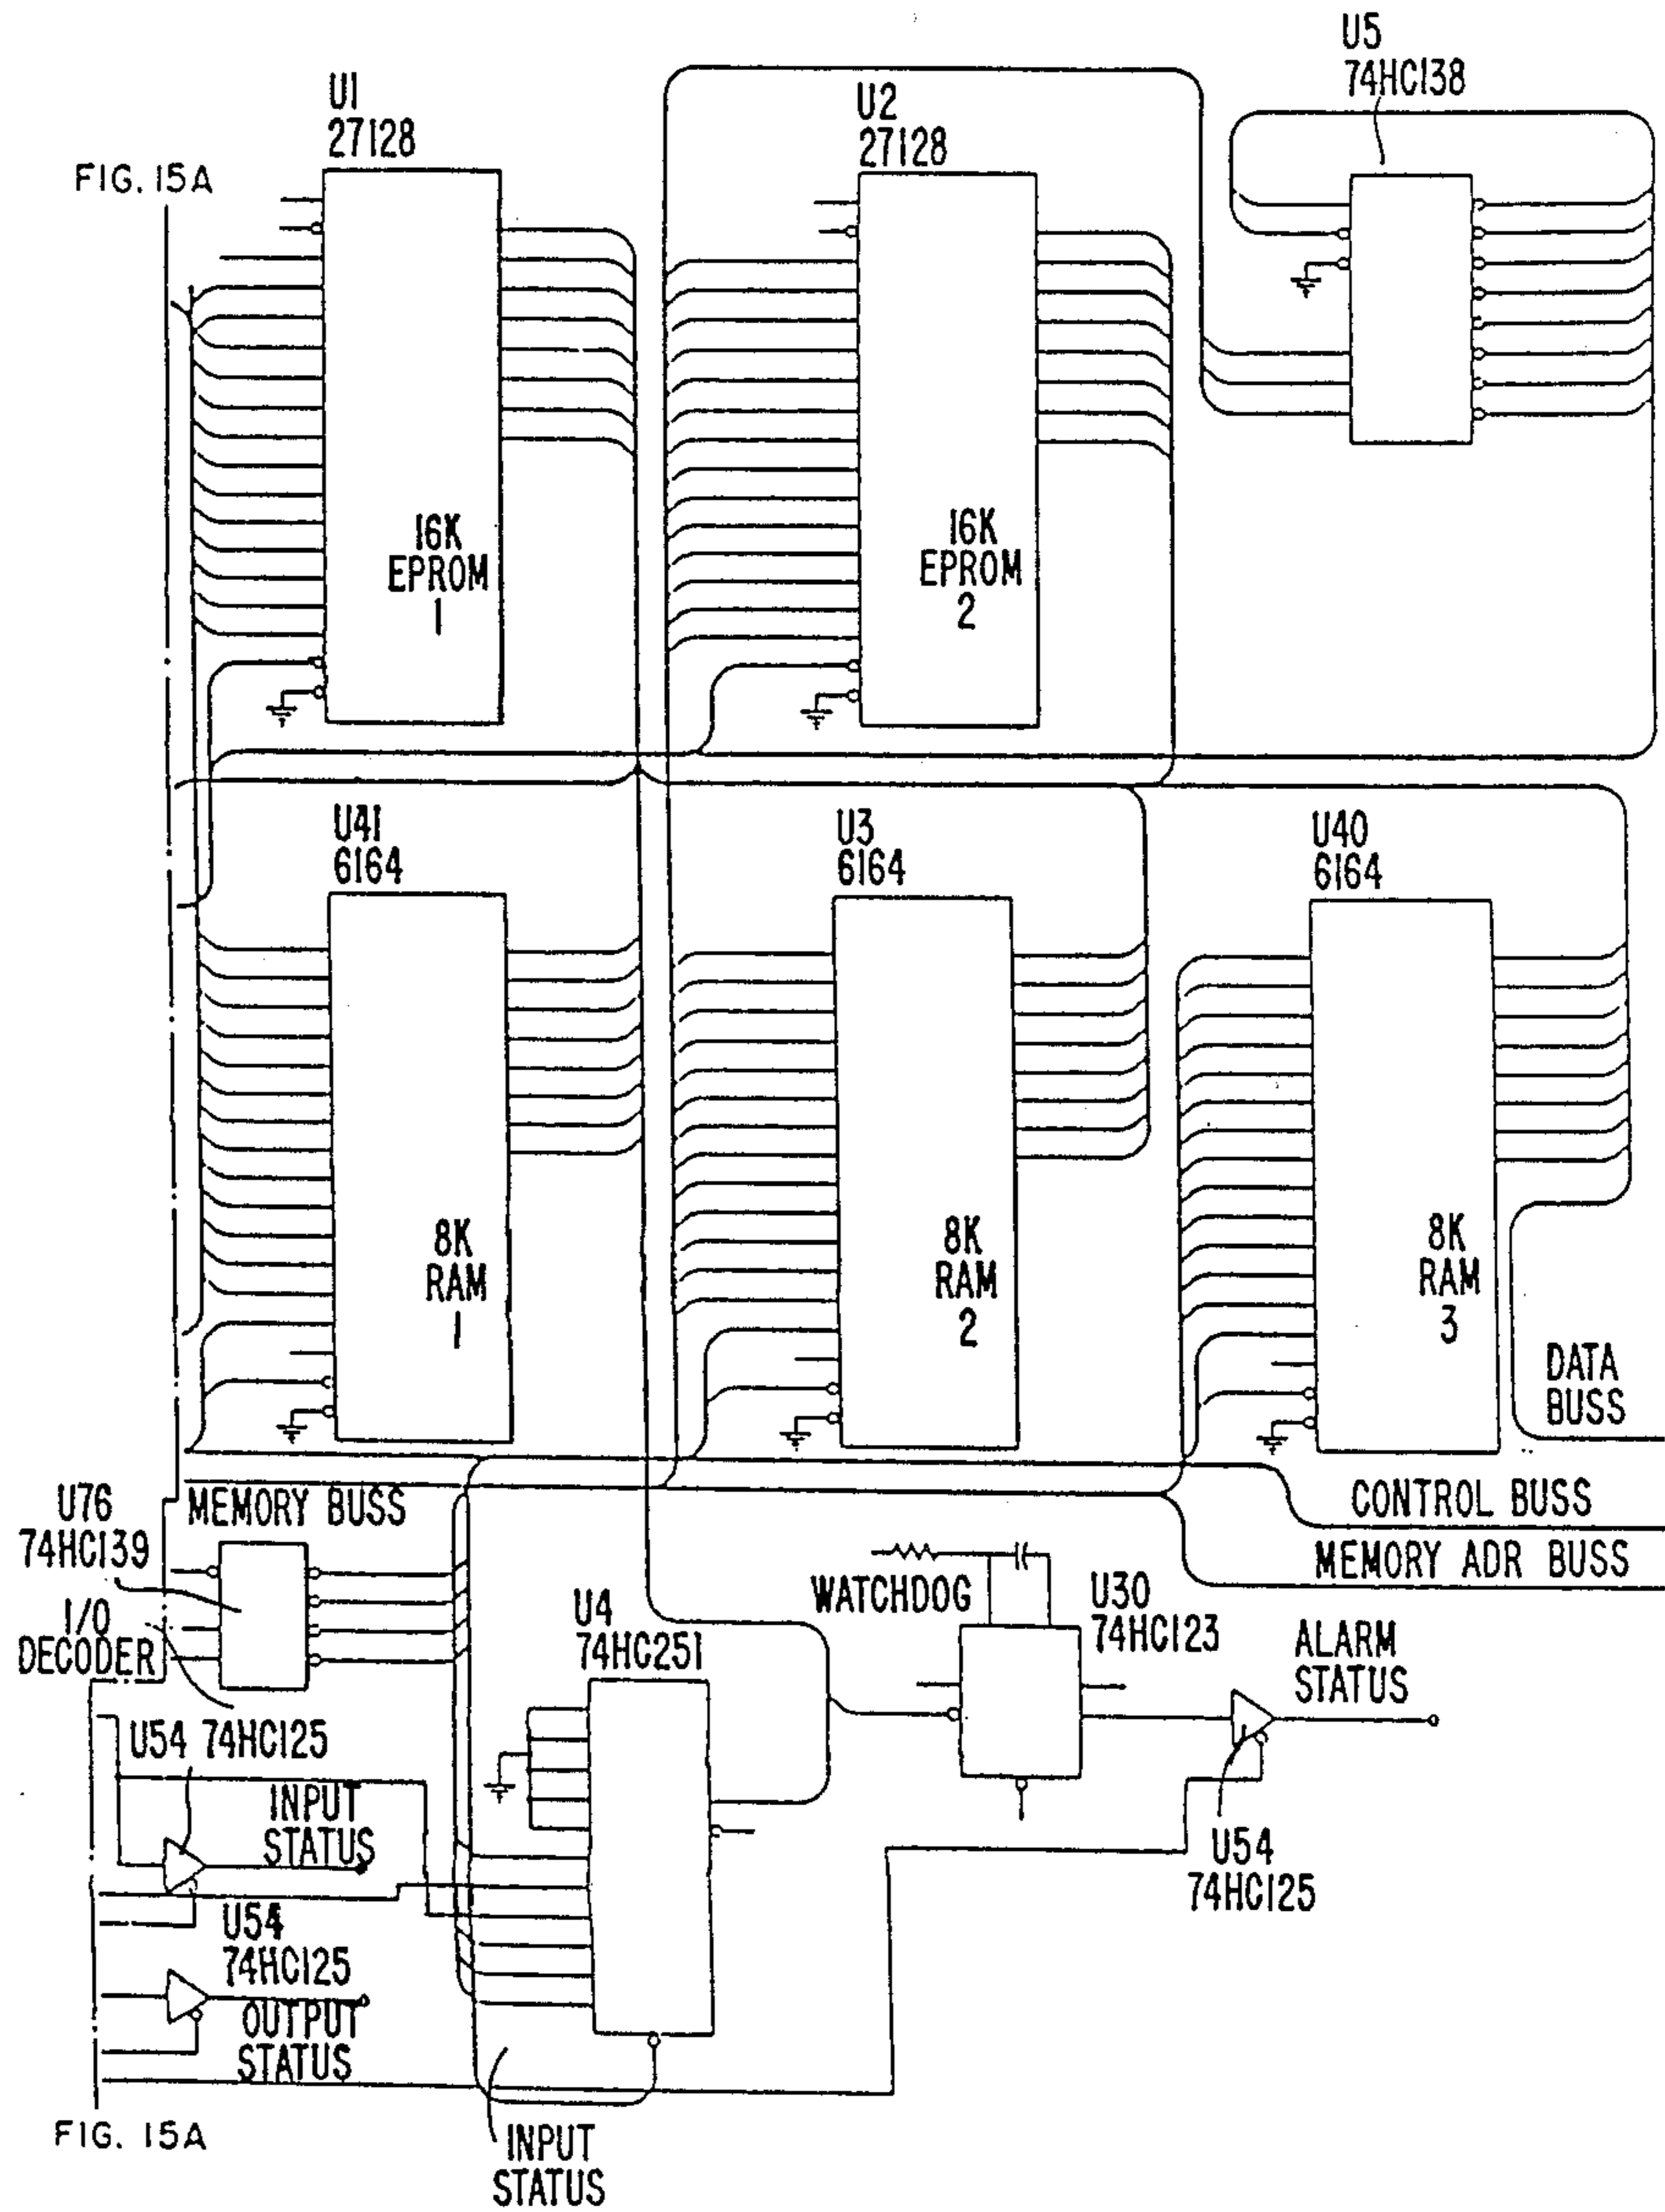 U5
74HC138
U1
27128
U2
27128
FIG. 15A
16K
EPROM
1
16K
EPROM
2
U41
6164
U3
6164
U40
6164
8K
RAM
1
8K
RAM
2
8K
RAM
3
DATA
BUSS
CONTROL BUSS
MEMORY ADR BUSS
MEMORY BUSS
U76
74HC139
I/O
DECODER
U4
74HC251
WATCHDOG
U30
74HC123
ALARM
STATUS
U54 74HC125
INPUT
STATUS
U54
74HC125
U54
74HC125
OUTPUT
STATUS
FIG. 15A
INPUT
STATUS